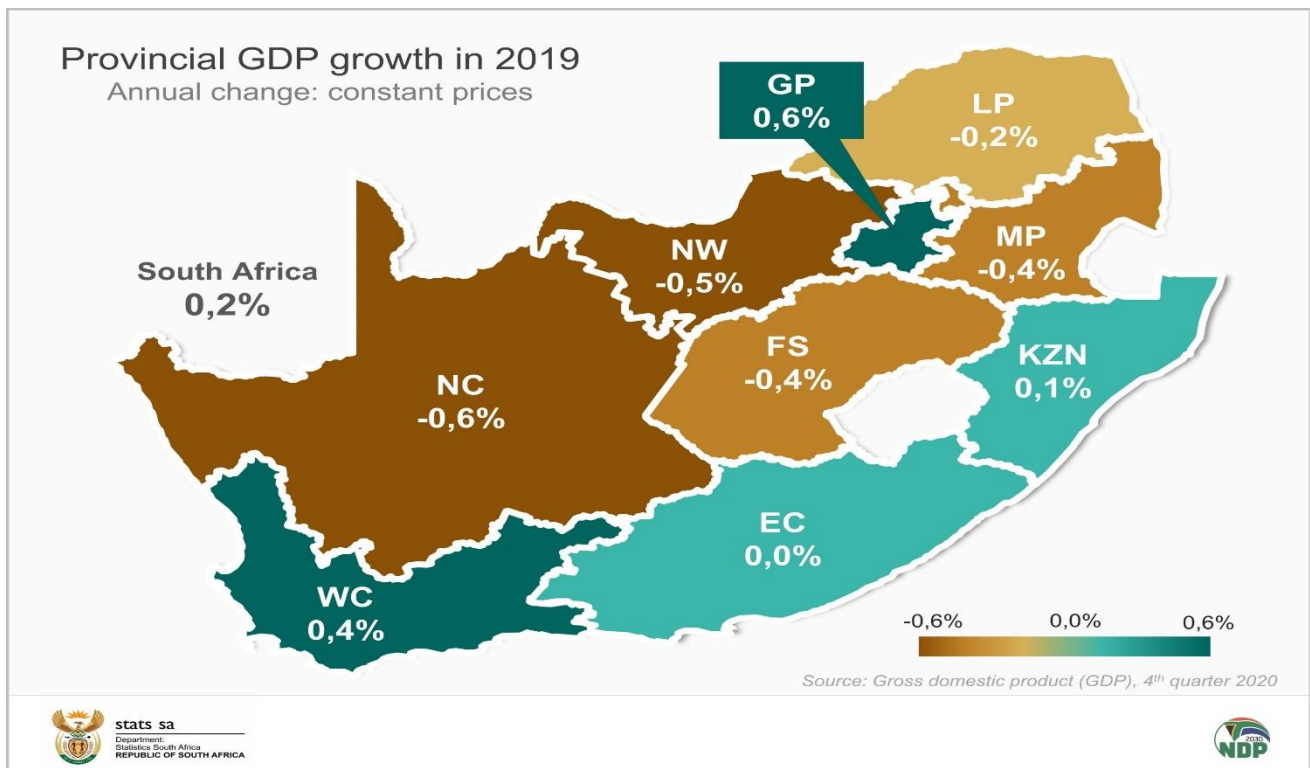 Provincial GDP growth in 2019
Annual change: constant prices
GP
0,6%
LP
-0,2%
NW
-0,5%
MP
-0,4%
South Africa
0,2%
FS
-0,4%
KZN
0,1%
NC
-0,6%
EC
0,0%
WC
0,4%
-0,6%
0,0%
0,6%
Source: Gross domestic product (GDP), 4th quarter 2020
stats sa
Department:
Statistics South Africa
REPUBLIC OF SOUTH AFRICA
2030
NDP